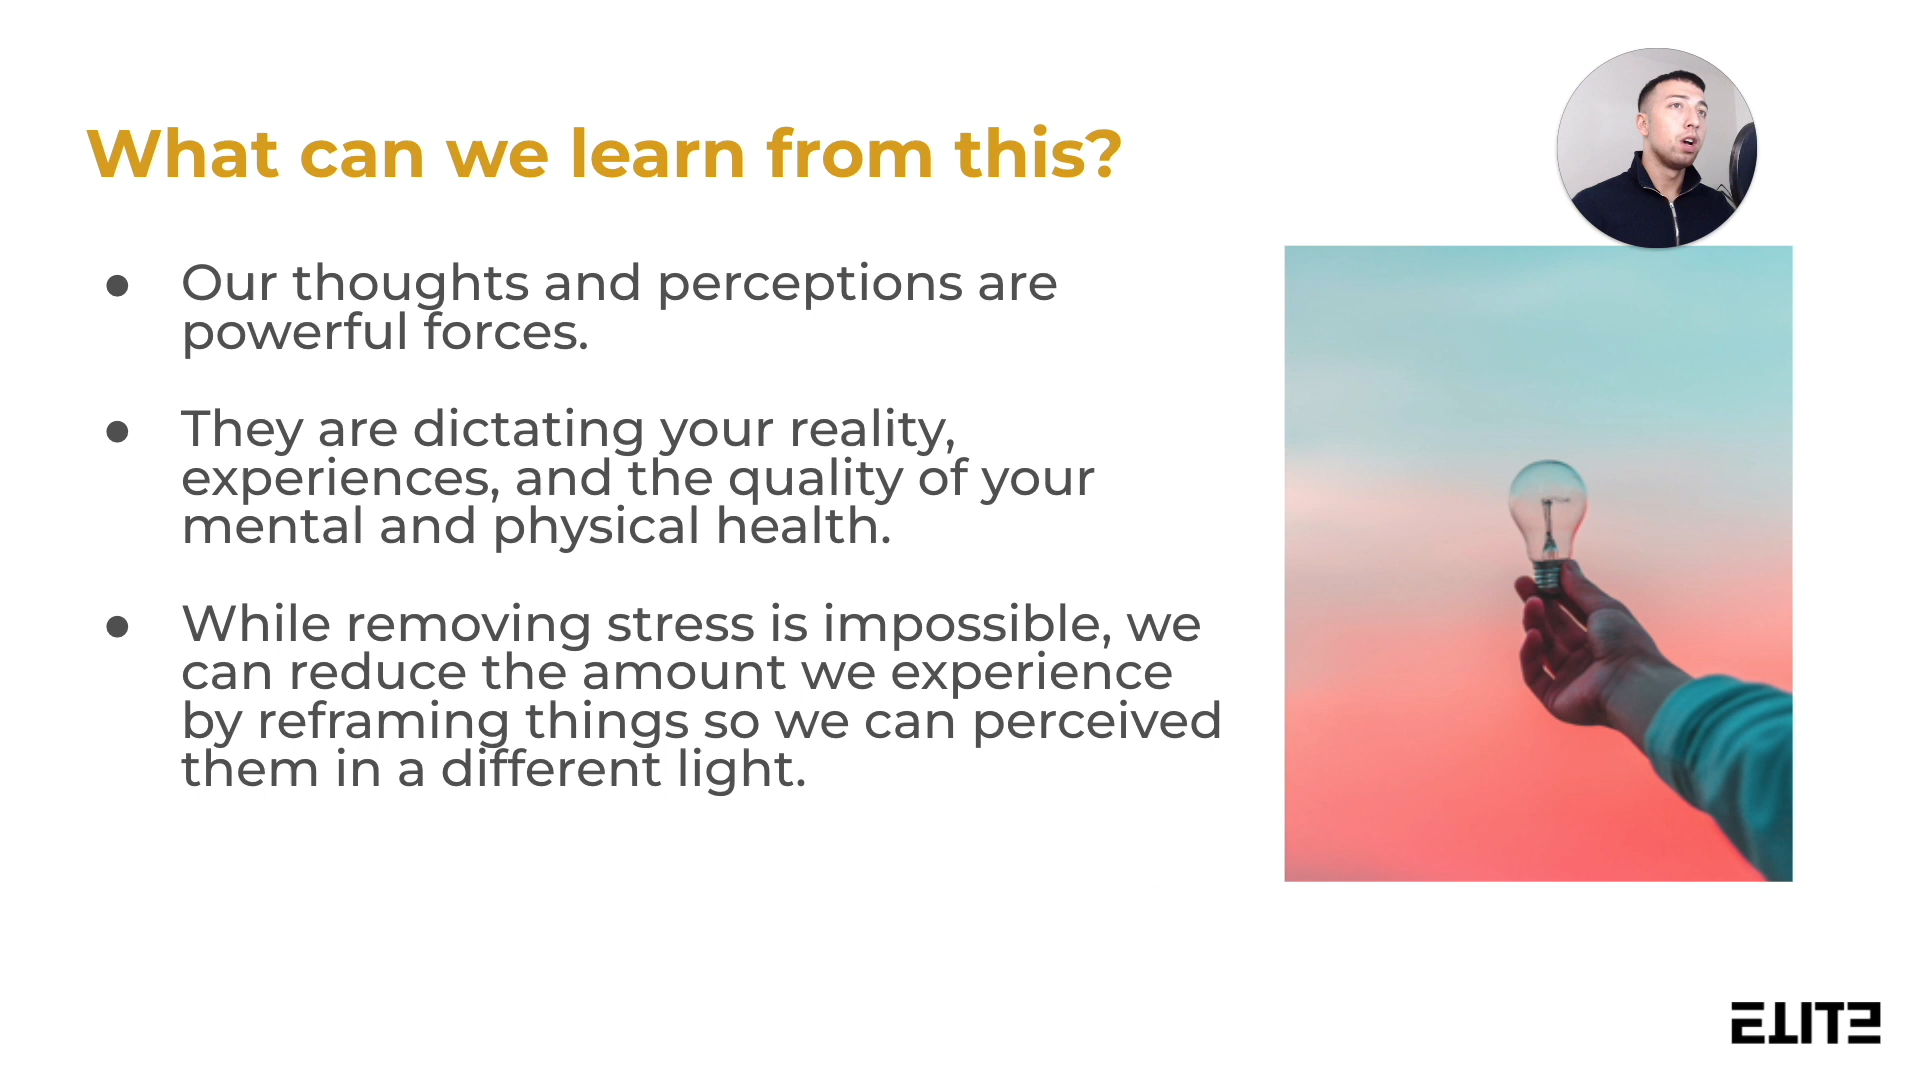 What can we learn from this?
● Our thoughts and perceptions are
powerful forces.
● They are dictating your reality,
experiences, and the quality of your
mental and physical health.
● While removing stress is impossible, we
can reduce the amount we experience
by reframing things so we can perceived
them in a different light.
ELITE